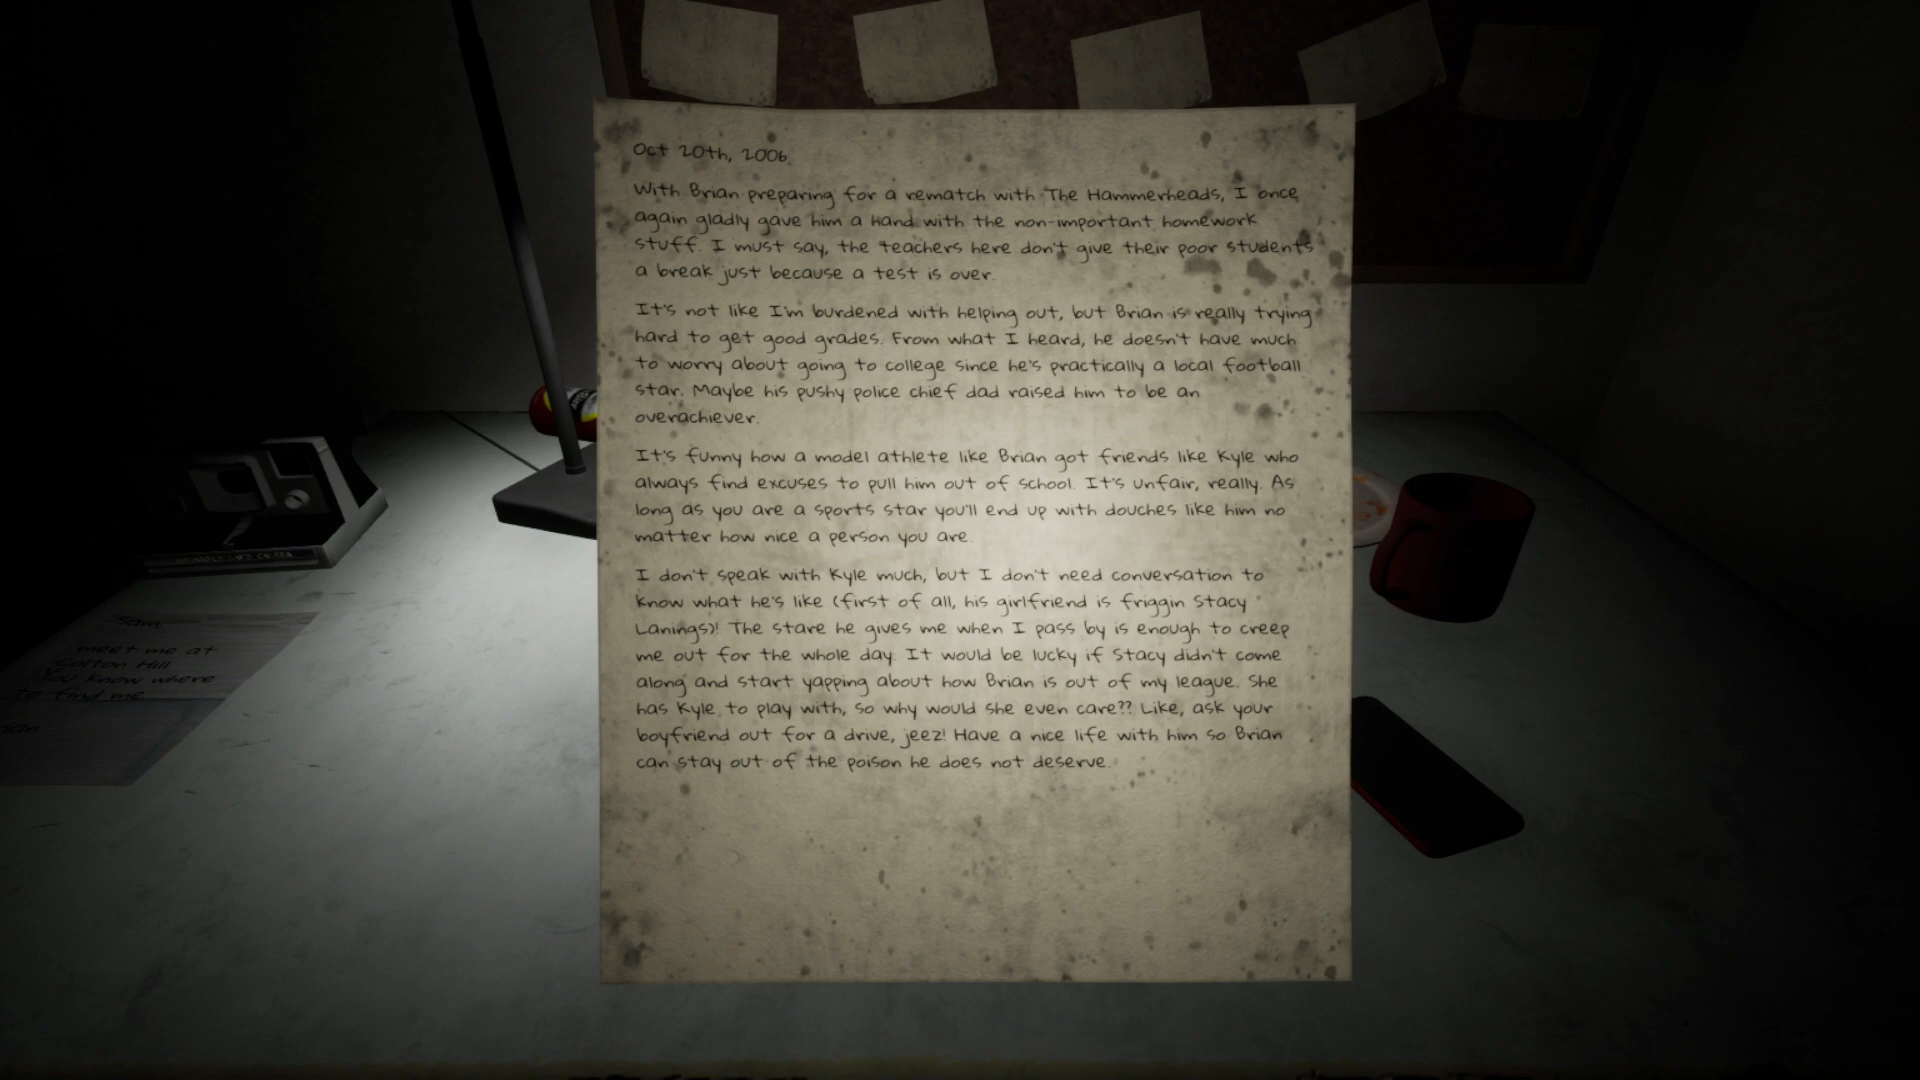 Oct 20th, 2006
With Brian preparing for a rematch with The Hammerheads, I once
again gladly gave him a hand with the non-important homework
stuff. I must say, the teachers here don't give their poor students
a break just because a test is over.
It's not like I'm burdened with helping out, but Brian is really trying
hard to get good grades. From what I heard, he doesn't have much
to worry about going to college since he's practically a local football
star. Maybe his pushy police chief dad raised him to be an
overachiever.
It's funny how a model athlete like Brian got friends like Kyle who
always find excuses to pull him out of school. It's unfair, really. As
long as you are a sports star you'll end up with douches like him no
matter how nice a person you are.
I don't speak with Kyle much, but I don't need conversation to
know what he's like (first of all, his girlfriend is friggin Stacy
Lanings)! The stare he gives me when I pass by is enough to creep
me out for the whole day. It would be lucky if Stacy didn't come
along and start yapping about how Brian is out of my league. She
has Kyle to play with, so why would she even care?? Like, ask your
boyfriend out for a drive, jeez! Have a nice life with him so Brian
can stay out of the poison he does not deserve.
Sam
meet me at
Colton Hill
You know where
to find me